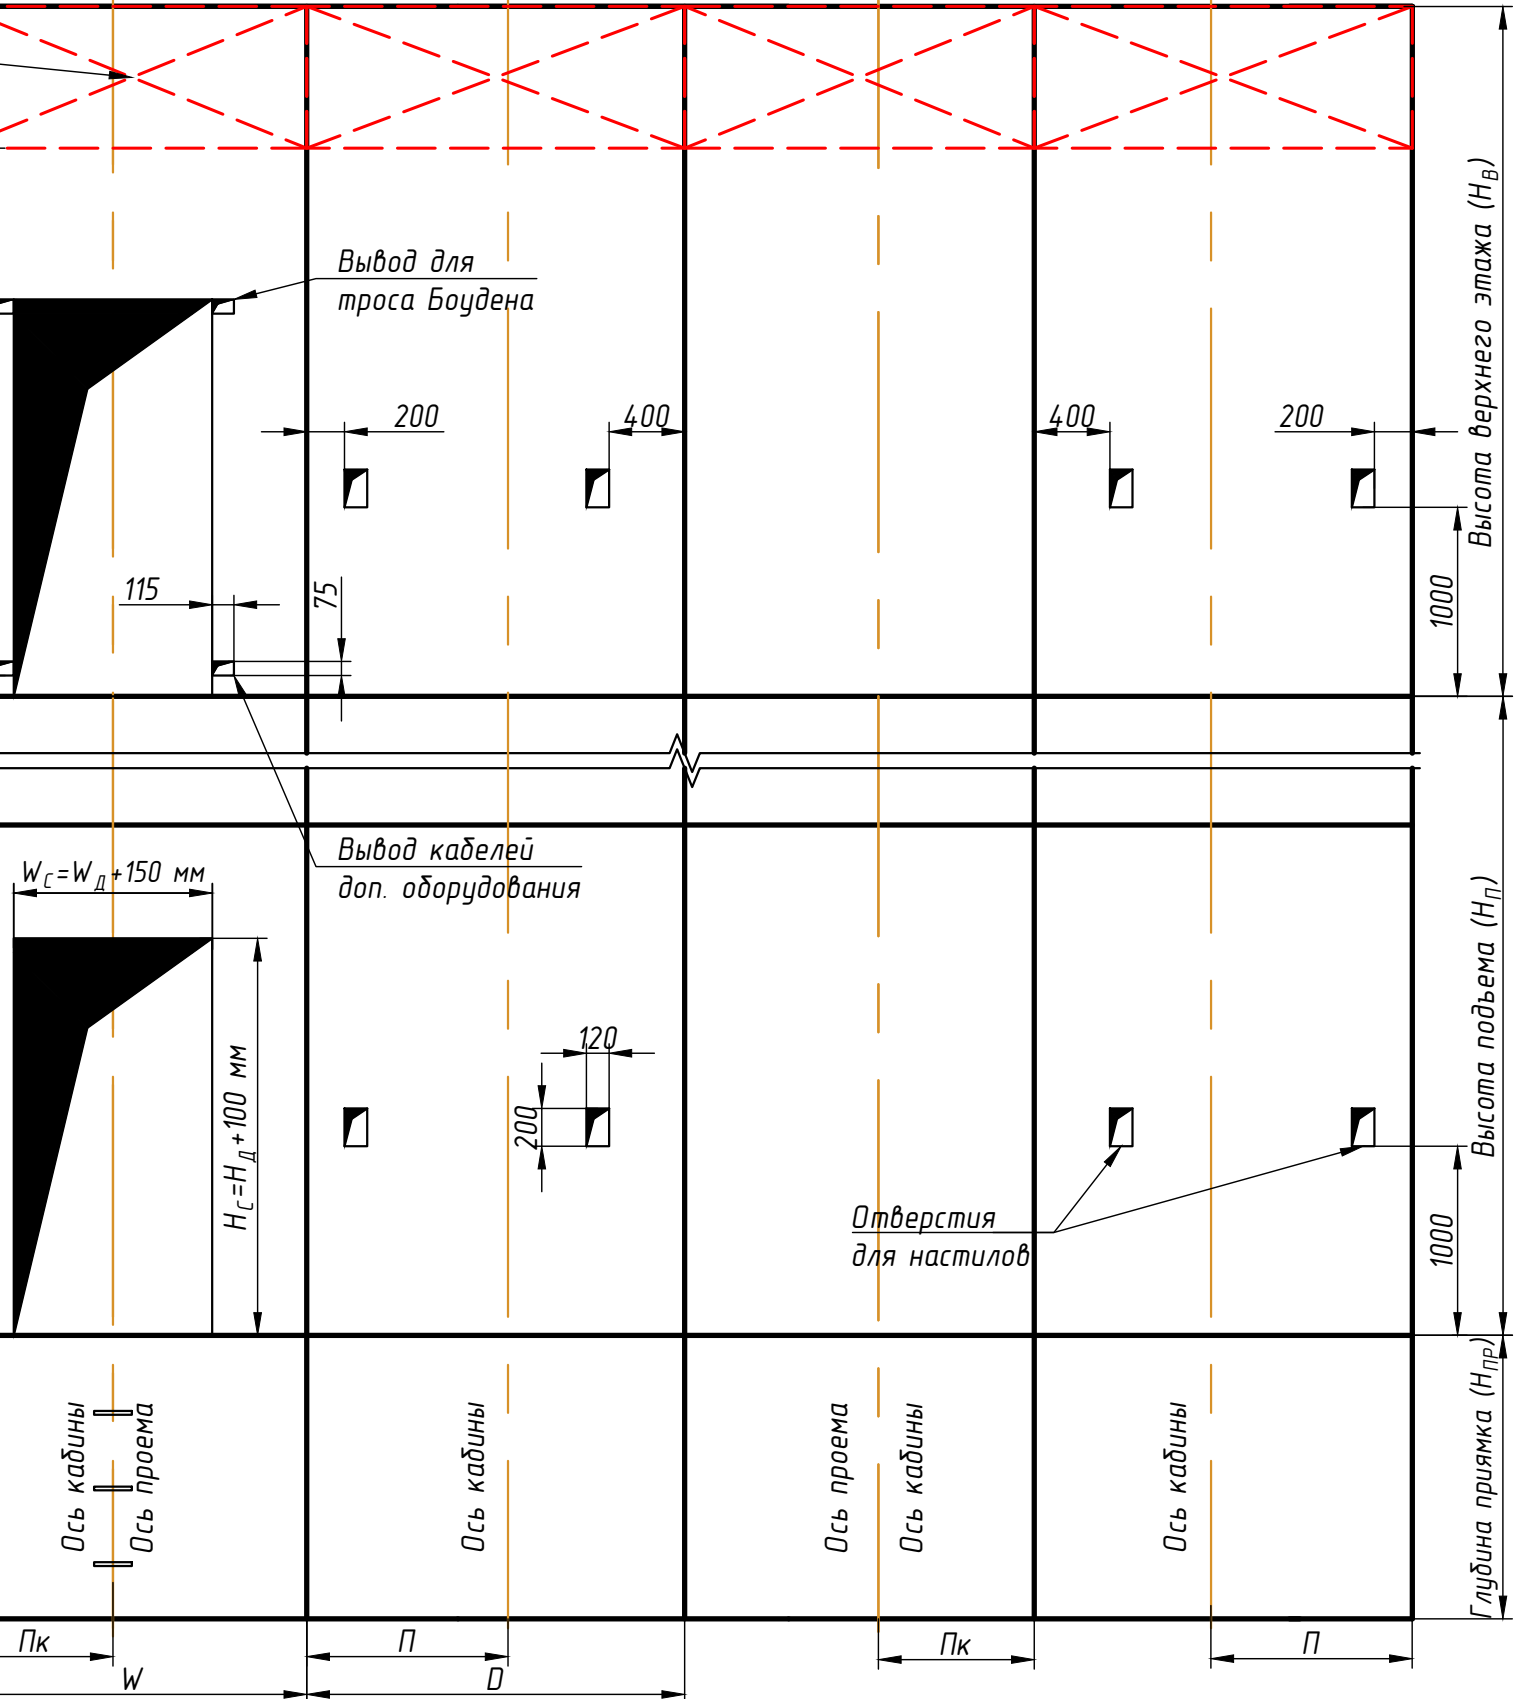 Вывод для
троса Боудена
Высота верхнего этажа (HВ)
200
400
400
200
115
75
1000
Вывод кабелей
доп. оборудования
WС=WД+150 мм
Высота подьема (HП)
HС=HД+100 мм
120
200
Отверстия
для настилов
1000
Глубина приямка (HПР)
Ось кабины
Ось проема
Ось кабины
Ось проема
Ось кабины
Ось кабины
Пк
П
Пк
П
W
D